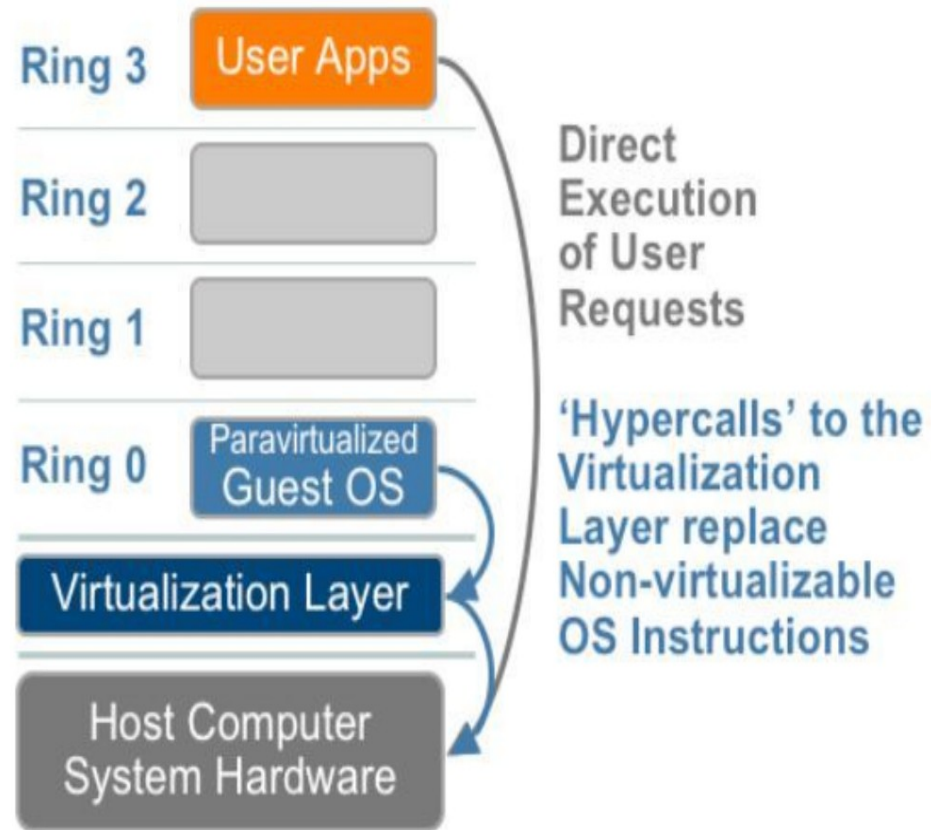 Ring 3
User Apps
Ring 2
Ring 1
Ring 0
Paravirtualized
Guest OS
Virtualization Layer
Host Computer
System Hardware
Direct
Execution
of User
Requests
‘Hypercalls’ to the
Virtualization
Layer replace
Non-virtualizable
OS Instructions